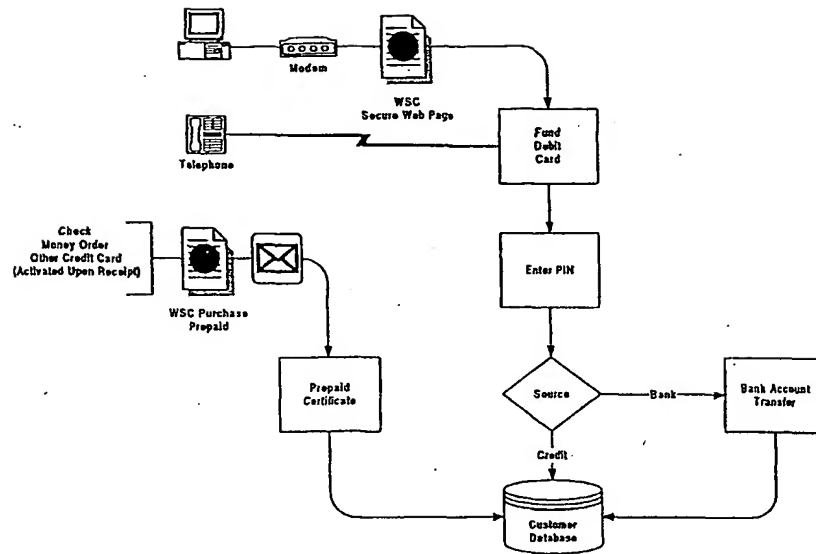 Modem
WSC
Secure Web Page
Fund
Debit
Card
Telephone
Check
Money Order
Other Credit Card
(Activated Upon Receipt)
WSC Purchase
Prepaid
Enter PIN
Prepaid
Certificate
Source
Bank
Bank Account
Transfer
Credit
Customer
Database